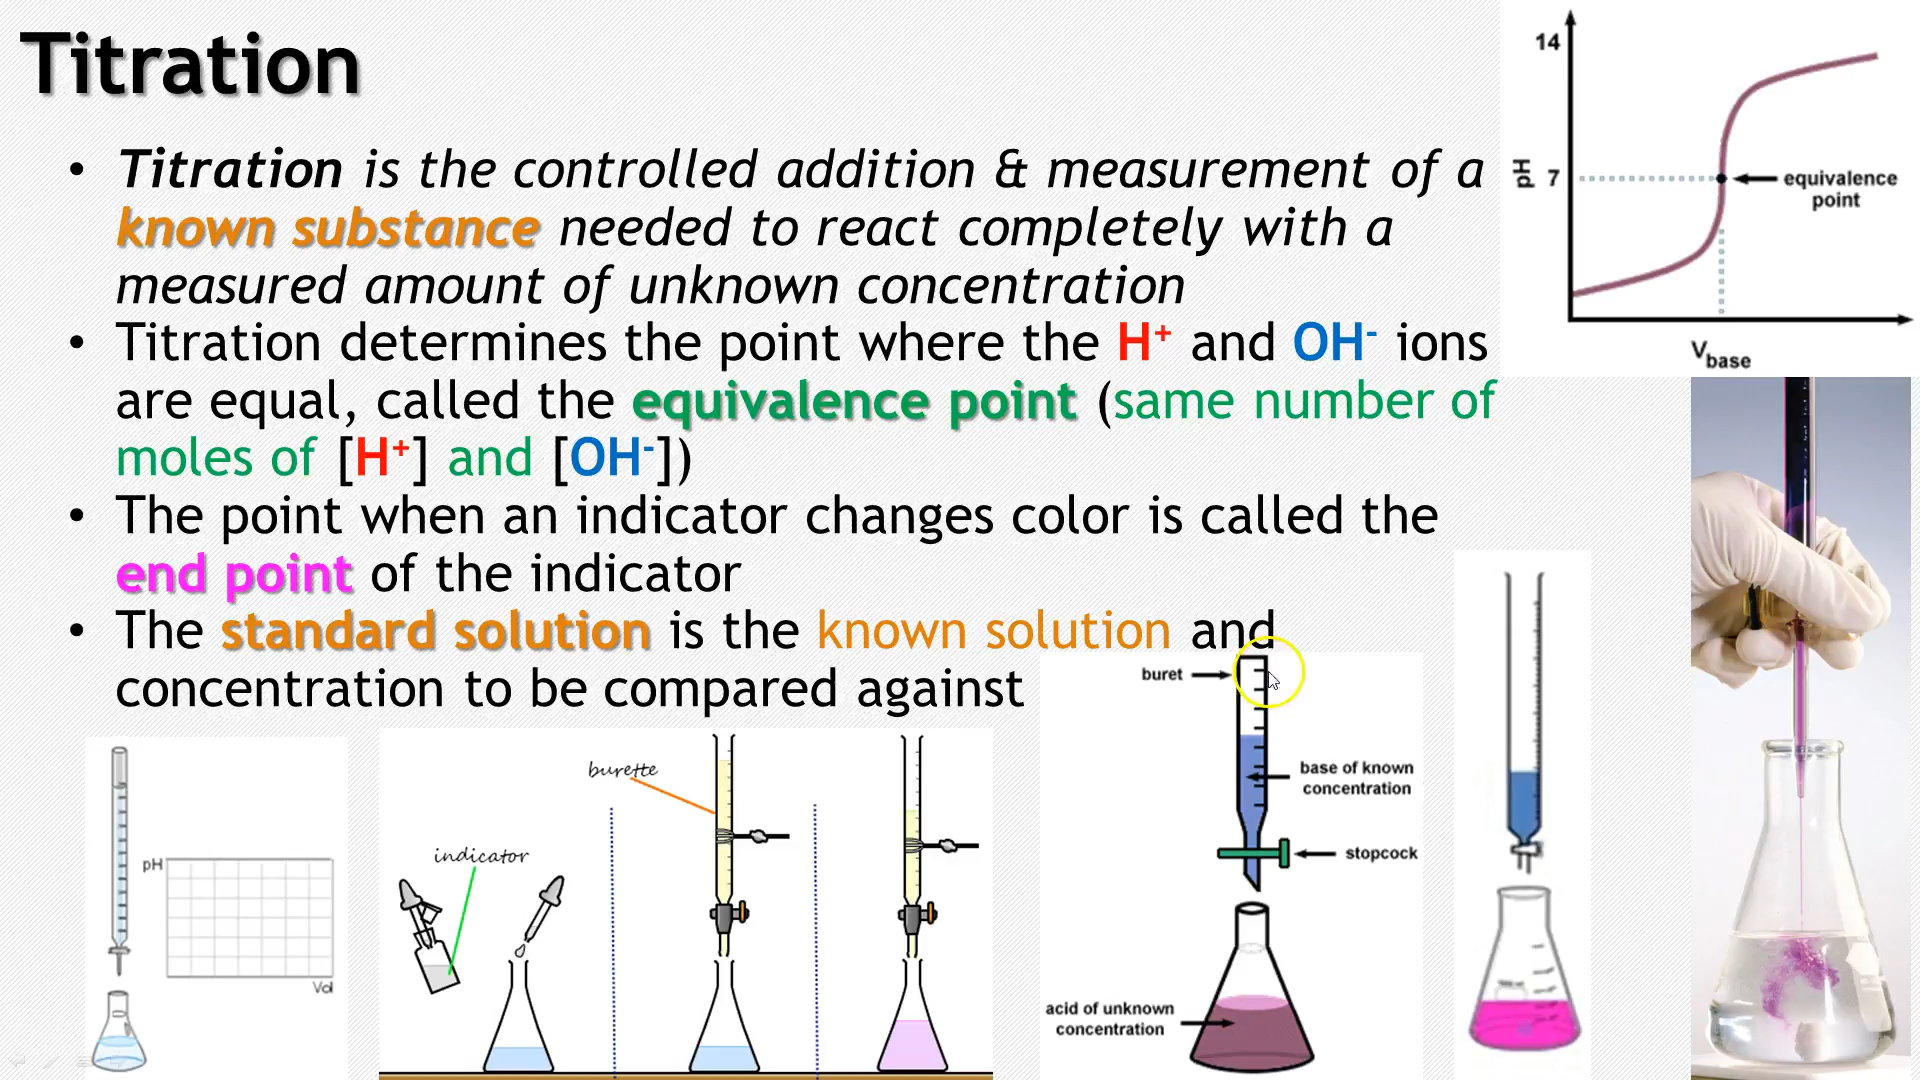 Titration
• Titration is the controlled addition & measurement of a
known substance needed to react completely with a
measured amount of unknown concentration
• Titration determines the point where the H⁺ and OH⁻ ions
are equal, called the equivalence point (same number of
moles of [H⁺] and [OH⁻])
• The point when an indicator changes color is called the
end point of the indicator
• The standard solution is the known solution and
concentration to be compared against
14
pH 7
equivalence
point
Vbase
pH
Vol
indicator
burette
buret
base of known
concentration
stopcock
acid of unknown
concentration